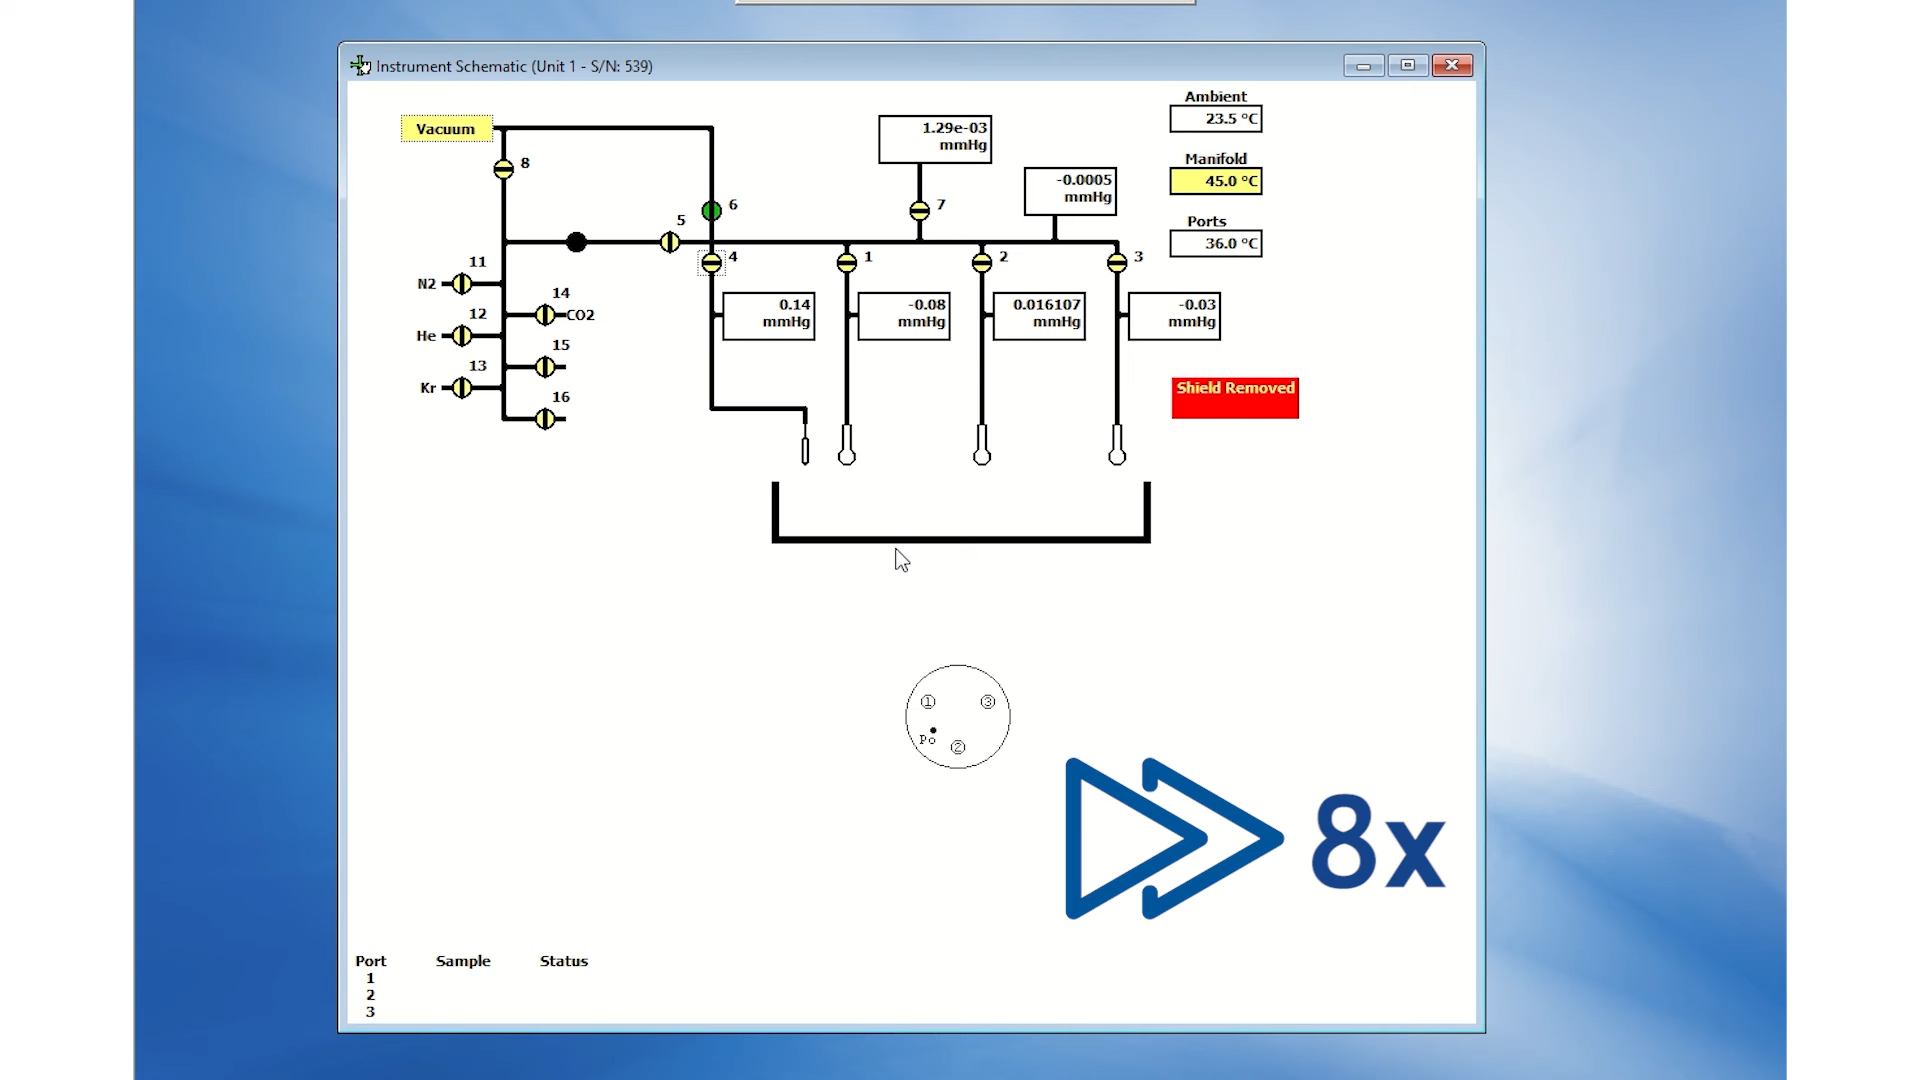 Instrument Schematic (Unit 1 - S/N: 539)
Vacuum
8
6
5
4
7
1
2
3
1.29e-03
mmHg
-0.0005
mmHg
Ambient
23.5 °C
Manifold
45.0 °C
Ports
36.0 °C
N2
11
He
12
Kr
13
14
CO2
15
16
0.14
mmHg
-0.08
mmHg
0.016107
mmHg
-0.03
mmHg
Shield Removed
1
3
Po
2
8x
Port Sample Status
1
2
3